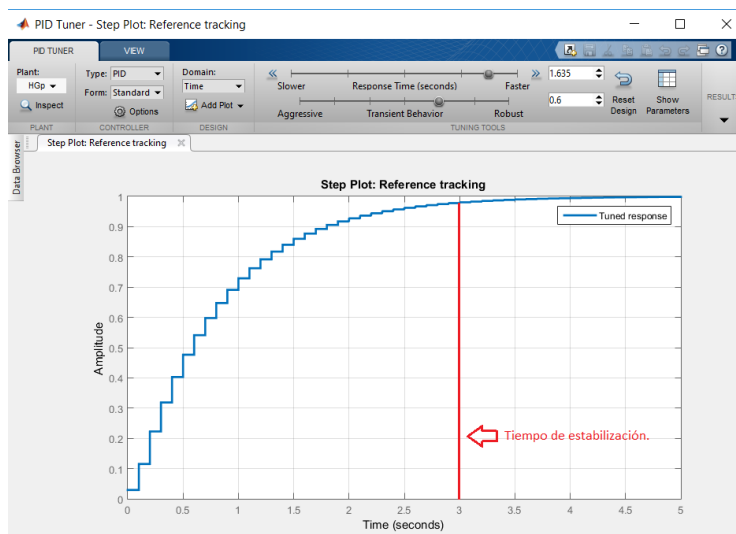 PID Tuner - Step Plot: Reference tracking
PID TUNER VIEW
Plant: Type: PID Domain: 1.635
HGp Form: Standard Time Slower Response Time (seconds) Faster
Inspect Options Add Plot 0.6 Reset Design Show Parameters RESULT
Aggressive Transient Behavior Robust
PLANT CONTROLLER DESIGN TUNING TOOLS
Data Browser
Step Plot: Reference tracking
Step Plot: Reference tracking
Tuned response
Amplitude
1
0.9
0.8
0.7
0.6
0.5
0.4
0.3
0.2
0.1
0
Tiempo de estabilización.
0 0.5 1 1.5 2 2.5 3 3.5 4 4.5 5
Time (seconds)